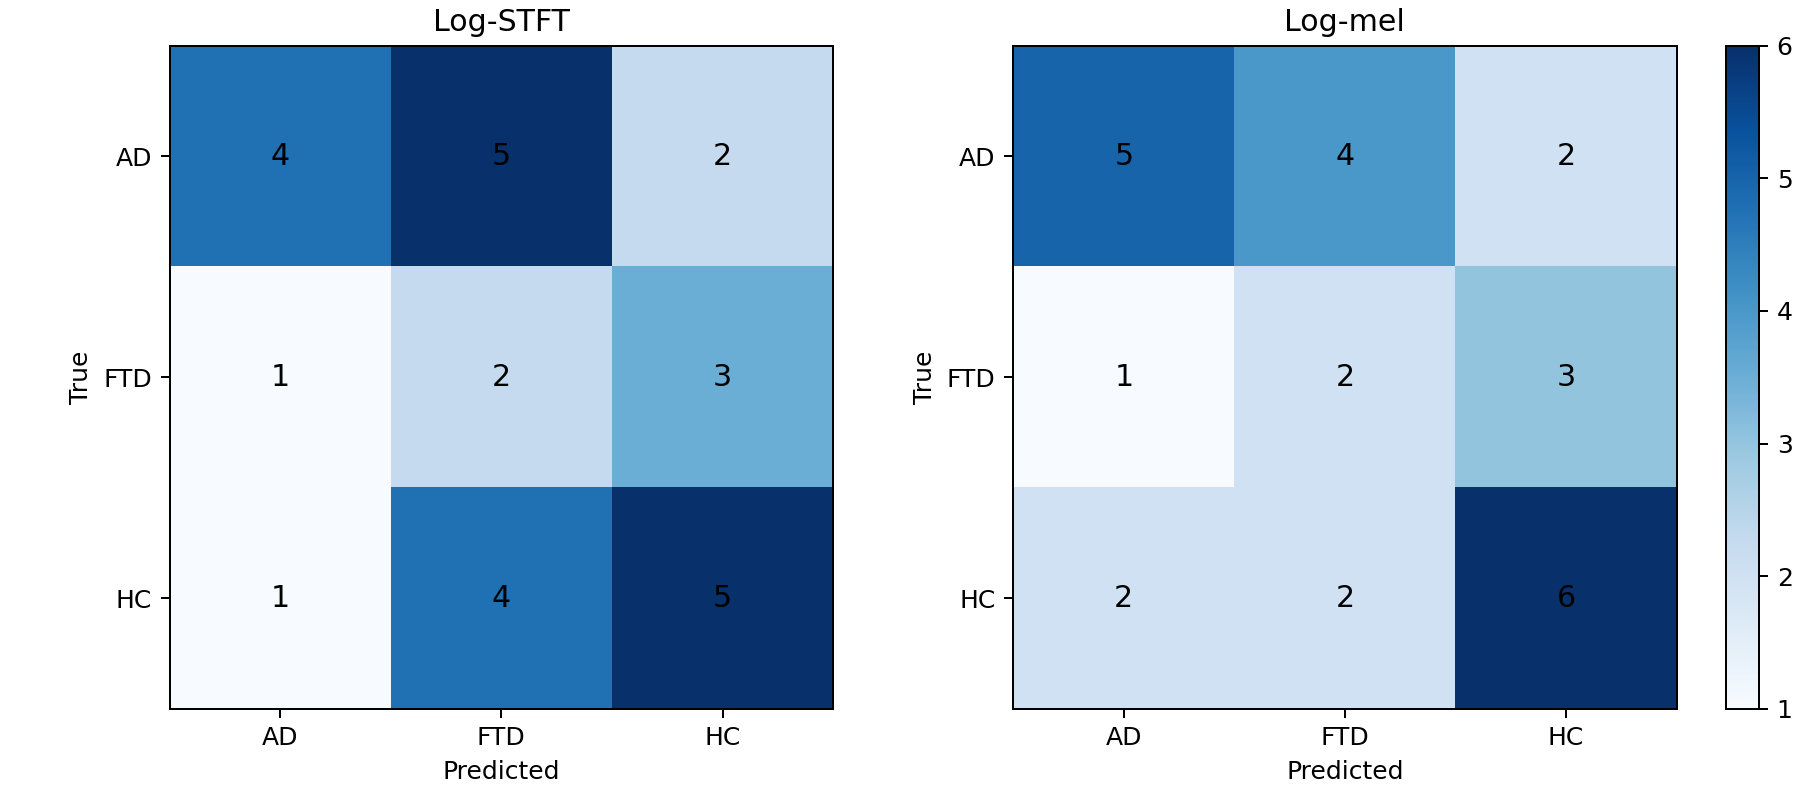 Log-STFT
AD 4 5 2
FTD 1 2 3
HC 1 4 5
AD FTD HC
Predicted
True
Log-mel
AD 5 4 2
FTD 1 2 3
HC 2 2 6
AD FTD HC
Predicted
True
6
5
4
3
2
1